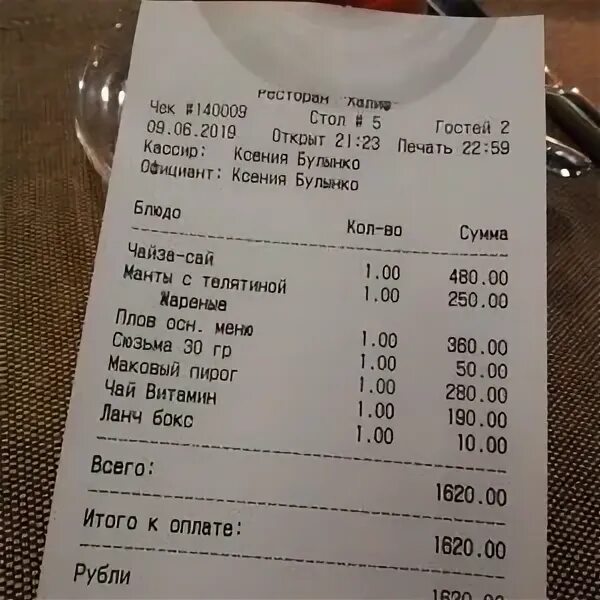 Ресторан "Халиф"
Чек #140009 Стол # 5 Гостей 2
09.06.2019 Открыт 21:23 Печать 22:59
Кассир: Ксения Булынко
Официант: Ксения Булынко
Блюдо Кол-во Сумма
Чайза-сай 1.00 480.00
Манты с телятиной 1.00 250.00
Жареные
Плов осн. меню 1.00 360.00
Сюзьма 30 гр 1.00 50.00
Маковый пирог 1.00 280.00
Чай Витамин 1.00 190.00
Ланч бокс 1.00 10.00
Всего: 1620.00
Итого к оплате: 1620.00
Рубли 1620.00